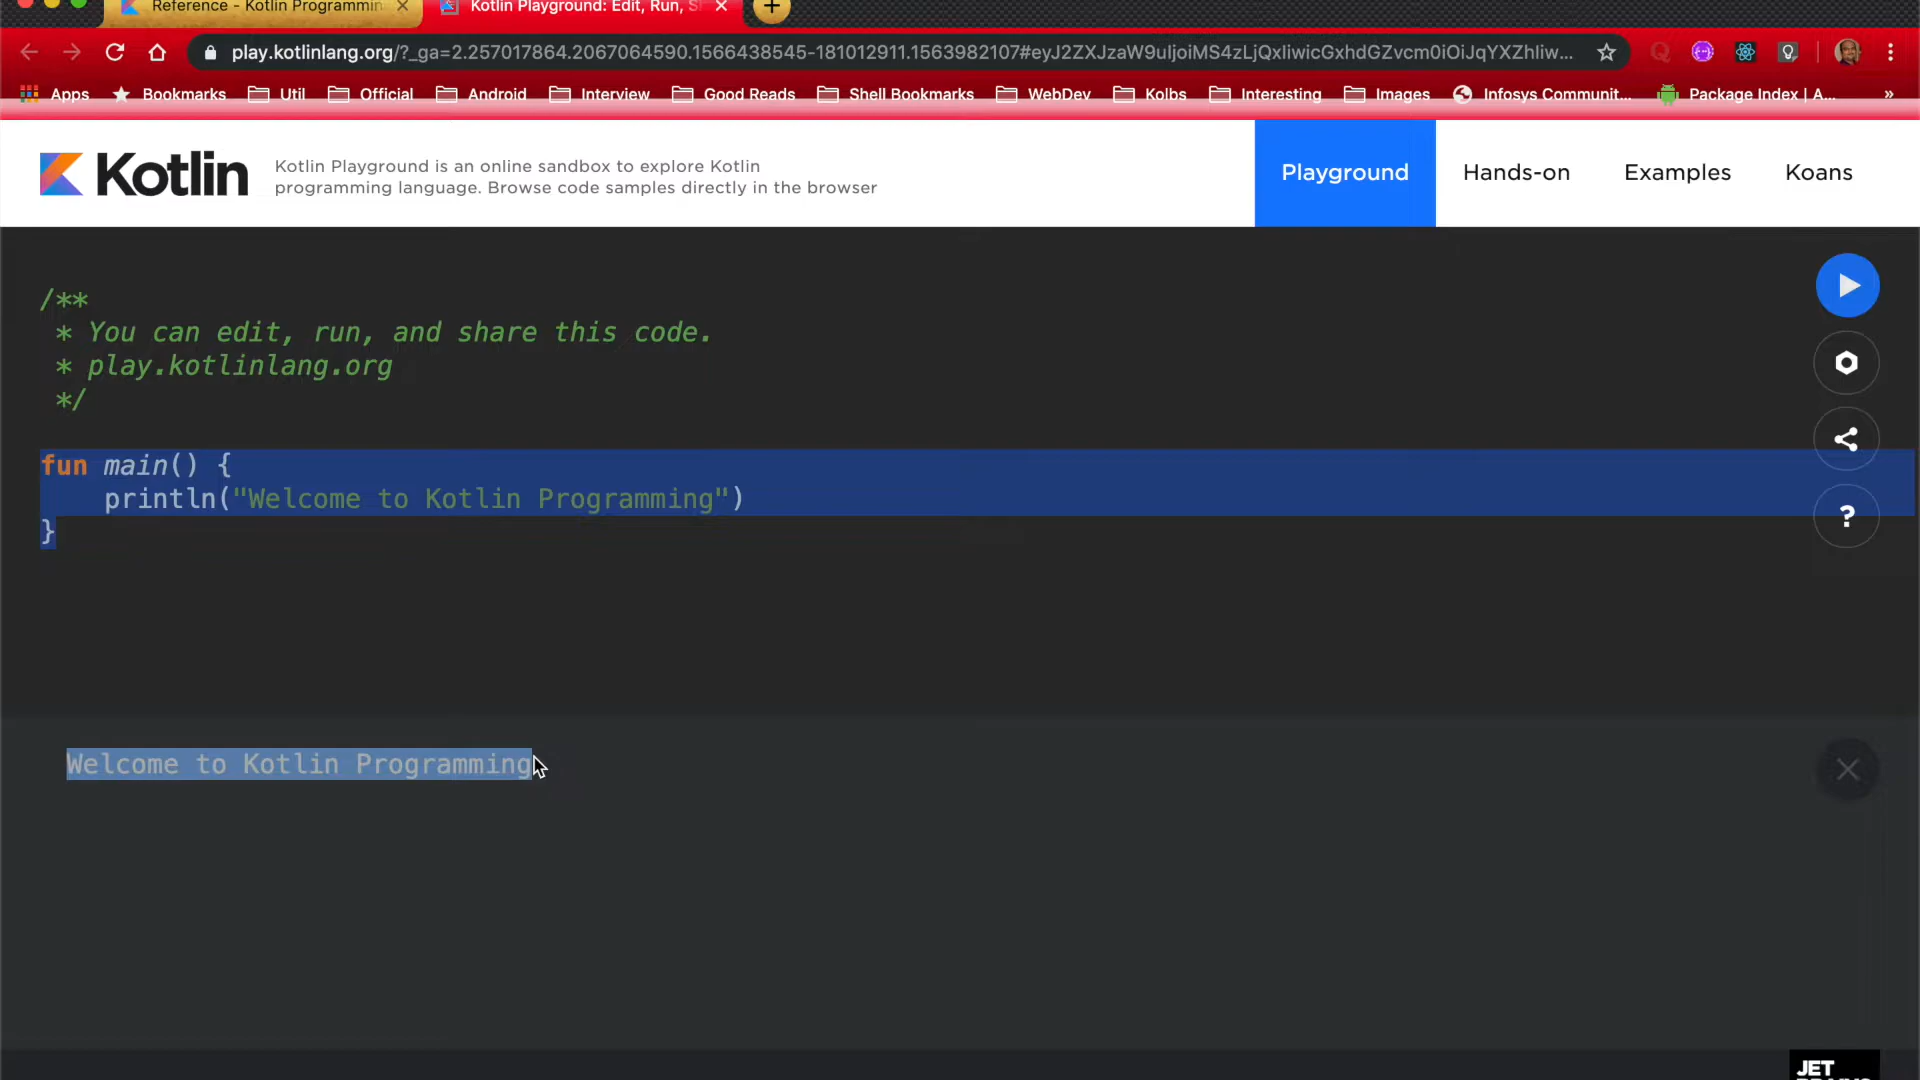 Reference - Kotlin Programmin
Kotlin Playground: Edit, Run, S
play.kotlinlang.org/?_ga=2.257017864.2067064590.1566438545-181012911.1563982107#eyJ2ZXJzaW9uIjoiMS4zLjQxIiwicGxhdGZvcm0iOiJqYXZhIiw...
Apps Bookmarks Util Official Android Interview Good Reads Shell Bookmarks WebDev Kolbs Interesting Images Infosys Communit... Package Index | A... »
Kotlin
Kotlin Playground is an online sandbox to explore Kotlin
programming language. Browse code samples directly in the browser
Playground Hands-on Examples Koans
/**
* You can edit, run, and share this code.
* play.kotlinlang.org
*/
fun main() {
println("Welcome to Kotlin Programming")
}
?
Welcome to Kotlin Programming
JET